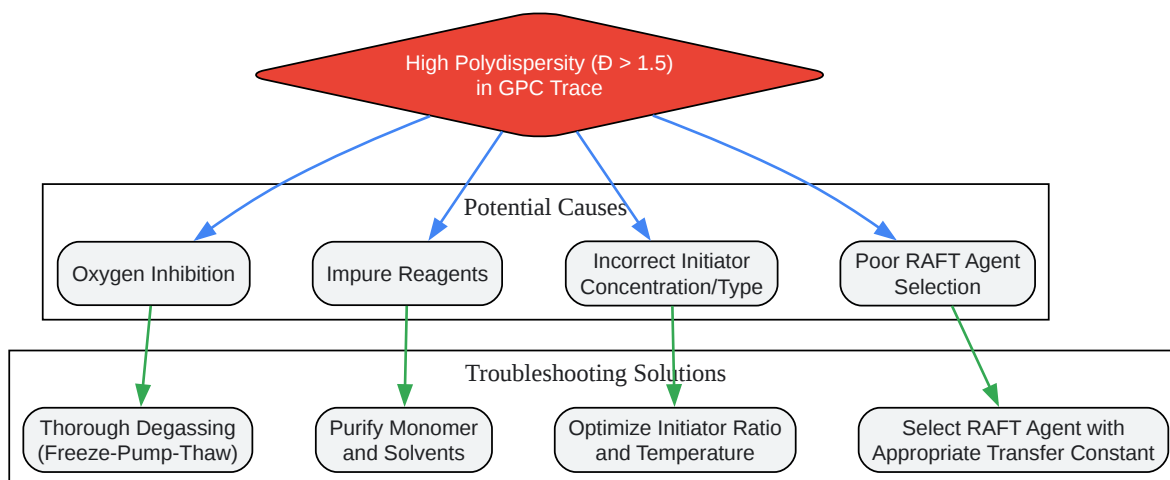 High Polydispersity (Đ > 1.5)
in GPC Trace
Potential Causes
Oxygen Inhibition
Impure Reagents
Incorrect Initiator
Concentration/Type
Poor RAFT Agent
Selection
Troubleshooting Solutions
Thorough Degassing
(Freeze-Pump-Thaw)
Purify Monomer
and Solvents
Optimize Initiator Ratio
and Temperature
Select RAFT Agent with
Appropriate Transfer Constant